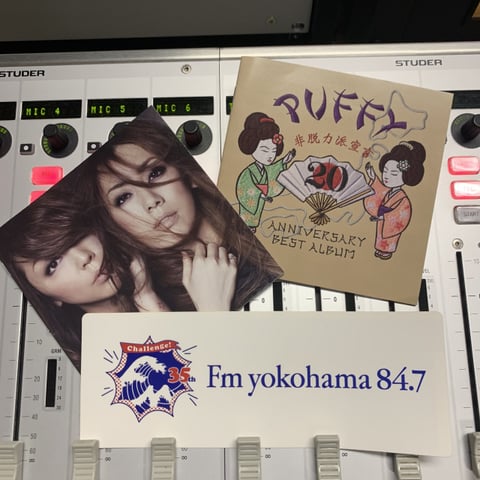 STUDER
STUDER
MIC 4
MIC 5
MIC 6
PUFFY
非脱力派宣言
20
ANNIVERSARY
BEST ALBUM
Challenge!
35th
Fm yokohama 84.7